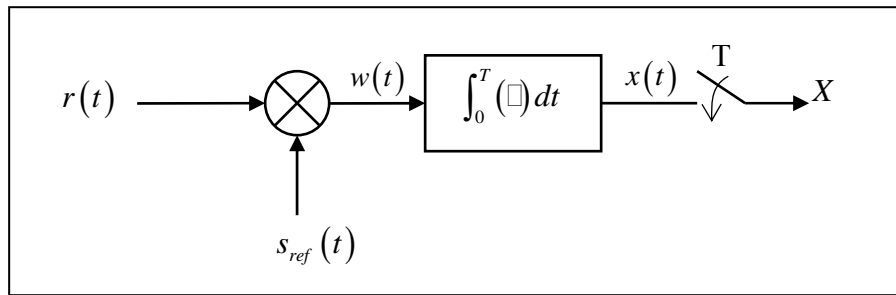 r(t)
w(t)
∫₀ᵀ(□)dt
x(t)
T
X
s_ref(t)